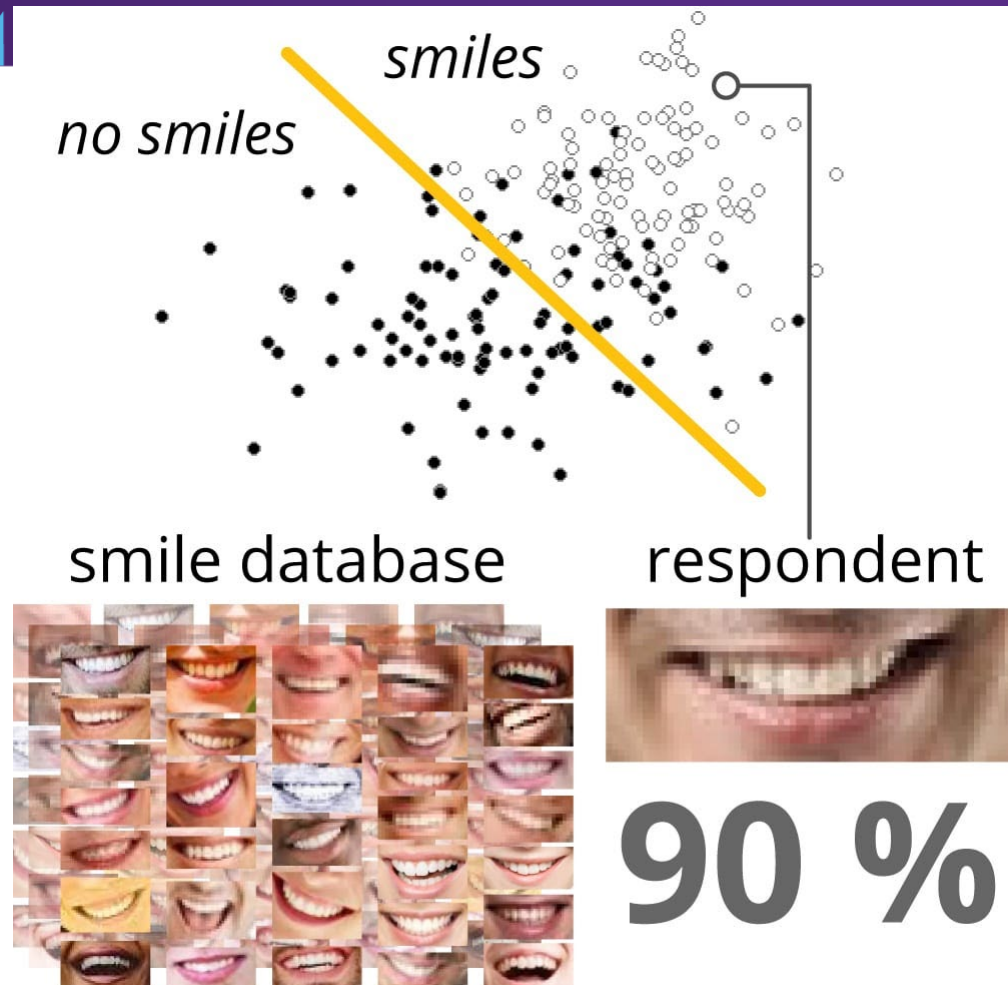 smiles
no smiles
smile database
respondent
90 %